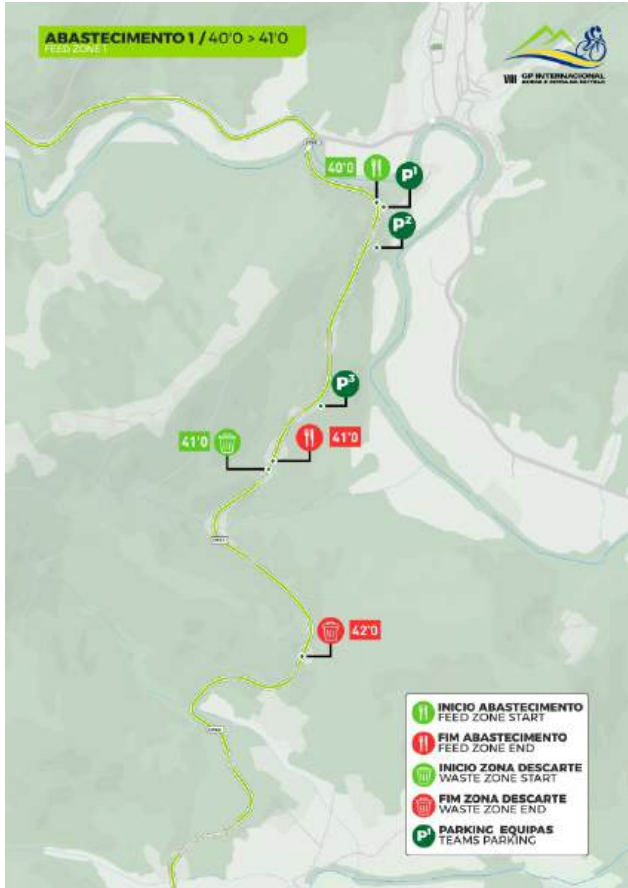 ABASTECIMENTO 1 / 40'0 > 41'0
FEED ZONE 1
VIII GP INTERNACIONAL
40'0
P1
P2
P3
41'0
41'0
42'0
INICIO ABASTECIMENTO
FEED ZONE START
FIM ABASTECIMENTO
FEED ZONE END
INICIO ZONA DESCARTE
WASTE ZONE START
FIM ZONA DESCARTE
WASTE ZONE END
P1
PARKING EQUIPAS
TEAMS PARKING